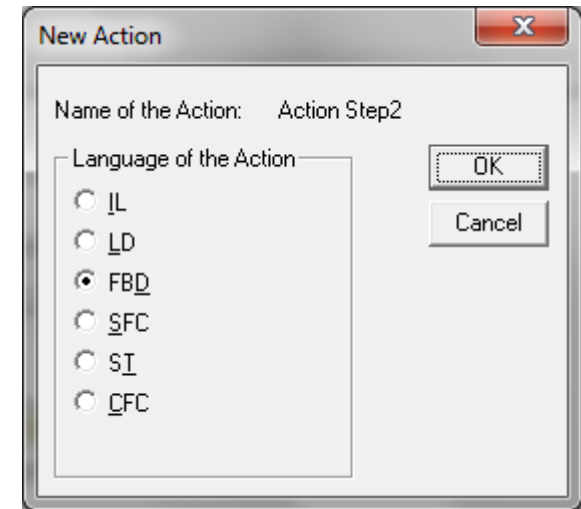 New Action
Name of the Action: Action Step2
Language of the Action
IL
LD
FBD
SFC
ST
CFC
OK
Cancel